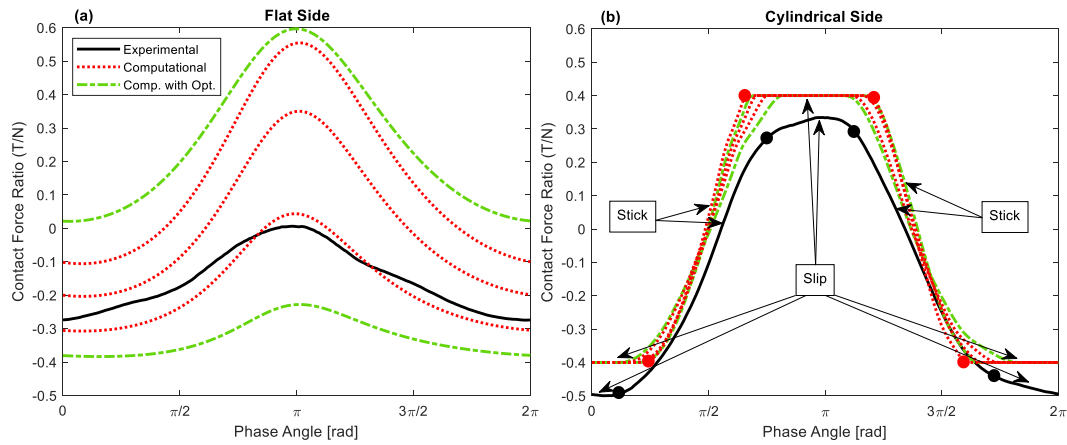 (a)
Flat Side
Experimental
Computational
Comp. with Opt.
0.6
0.5
0.4
0.3
0.2
0.1
0
-0.1
-0.2
-0.3
-0.4
-0.5
Contact Force Ratio (T/N)
0
π/2
π
3π/2
2π
Phase Angle [rad]
(b)
Cylindrical Side
0.6
0.5
0.4
0.3
0.2
0.1
0
-0.1
-0.2
-0.3
-0.4
-0.5
Contact Force Ratio (T/N)
Stick
Stick
Slip
0
π/2
π
3π/2
2π
Phase Angle [rad]